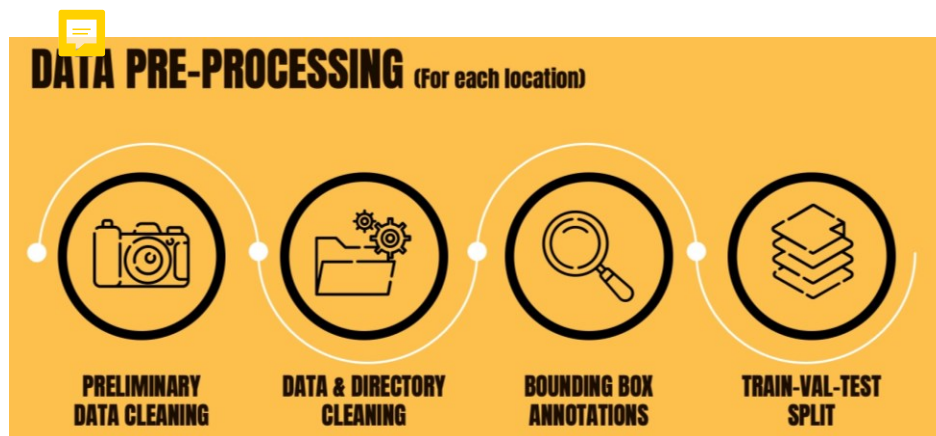 DATA PRE-PROCESSING (For each location)
PRELIMINARY
DATA CLEANING
DATA & DIRECTORY
CLEANING
BOUNDING BOX
ANNOTATIONS
TRAIN-VAL-TEST
SPLIT